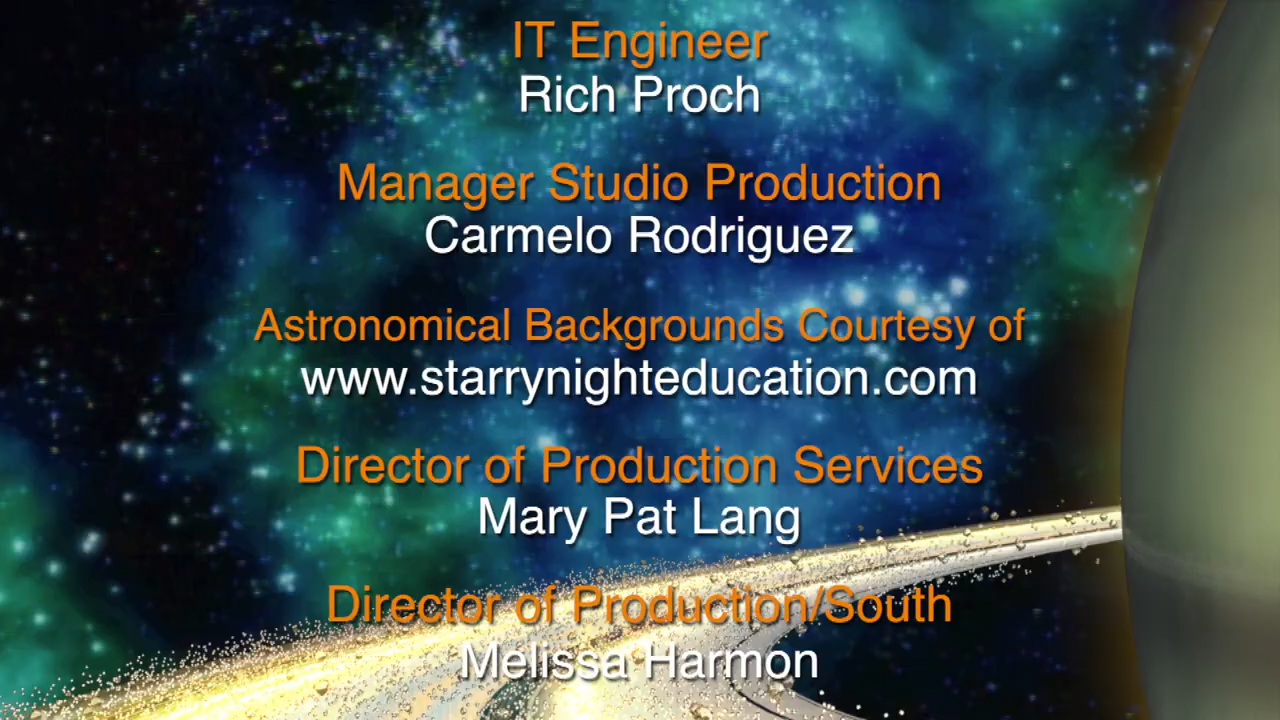 IT Engineer
Rich Proch
Manager Studio Production
Carmelo Rodriguez
Astronomical Backgrounds Courtesy of
www.starrynighteducation.com
Director of Production Services
Mary Pat Lang
Director of Production/South
Melissa Harmon